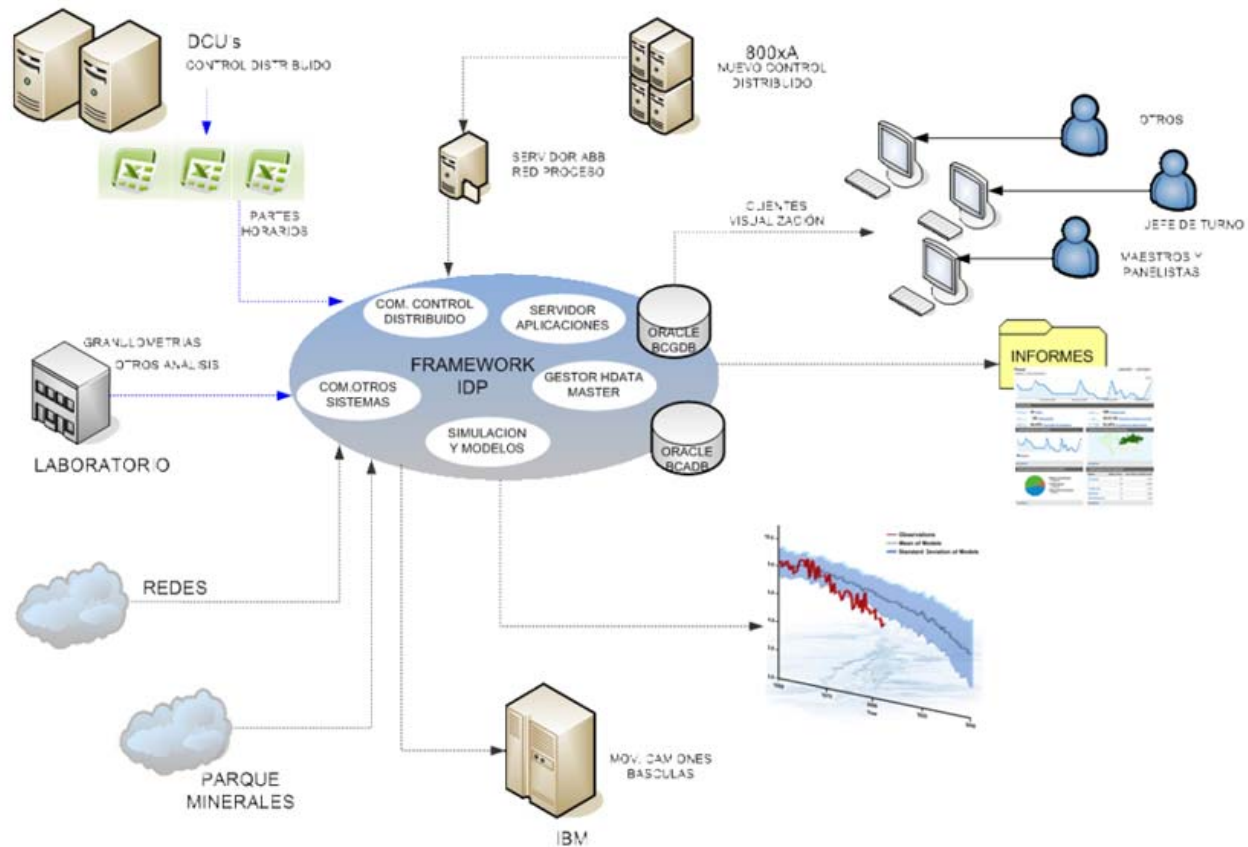 DCU's
CONTROL DISTRIBUIDO
800xA
NUEVO CONTROL
DISTRIBUIDO
SERVIDOR ABB
RED PROCESO
OTROS
PARTES
HORARIOS
CLIENTES
VISUALIZACIÓN
JEFE DE TURNO
MAESTROS Y
PANELISTAS
COM. CONTROL
DISTRIBUIDO
SERVIDOR
APLICACIONES
ORACLE
BCGDB
GRANULOMETRIAS
OTROS ANÁLISIS
FRAMEWORK
IDP
INFORMES
COM.OTROS
SISTEMAS
GESTOR HDATA
MASTER
SIMULACION
Y MODELOS
ORACLE
BCADB
LABORATORIO
Observations
Mean of Models
Standard Deviation of Models
REDES
Year
PARQUE
MINERALES
MOV. CAMIONES
BASCULAS
IBM